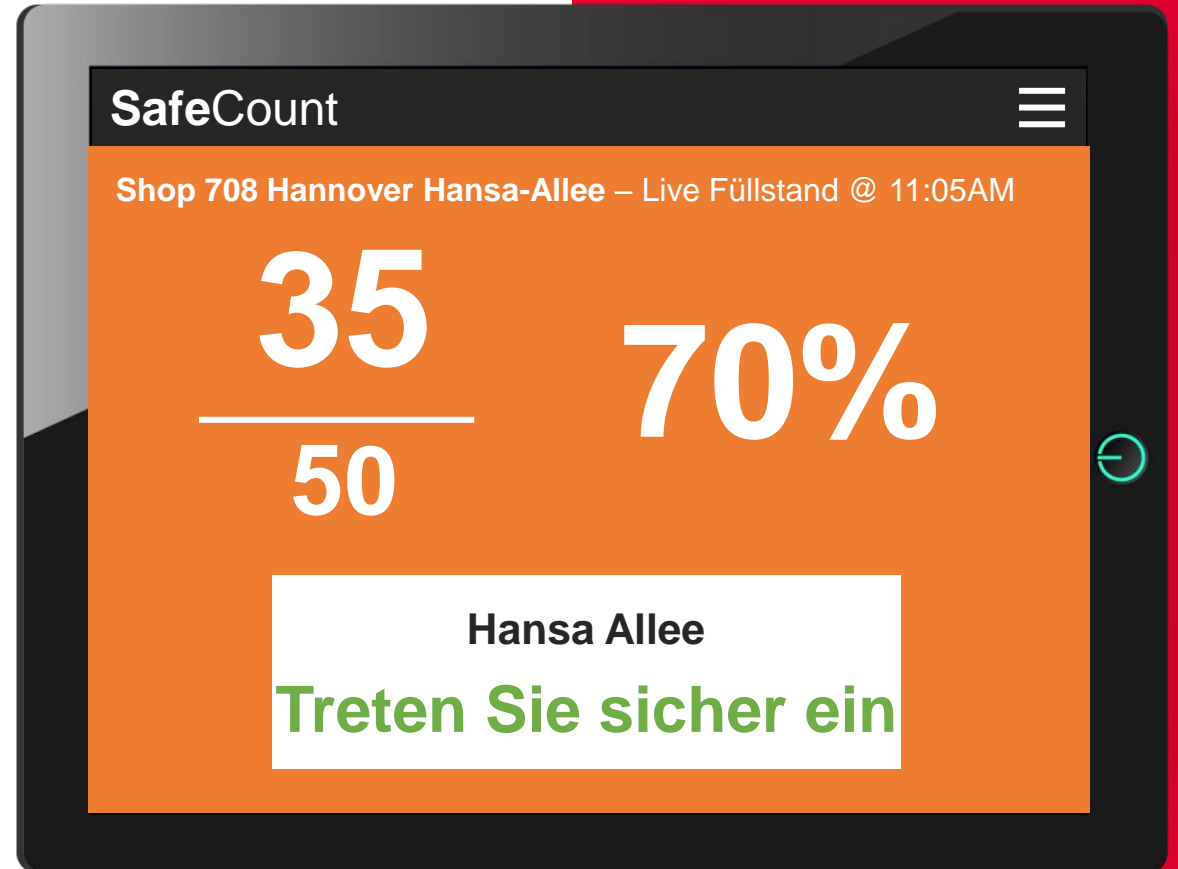 SafeCount
Shop 708 Hannover Hansa-Allee – Live Füllstand @ 11:05AM
35
50
70%
Hansa Allee
Treten Sie sicher ein